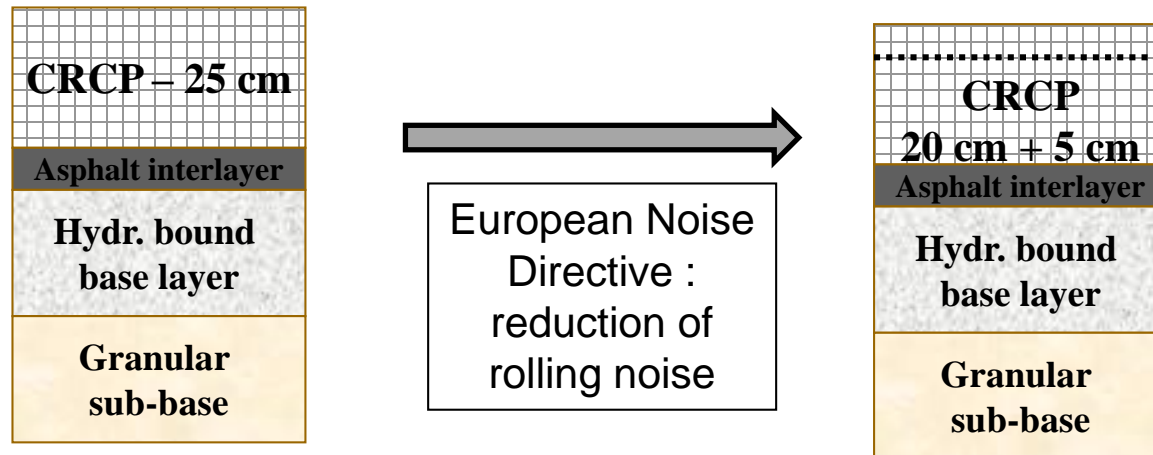 CRCP – 25 cm
Asphalt interlayer
Hydr. bound
base layer
Granular
sub-base
European Noise
Directive :
reduction of
rolling noise
CRCP
20 cm + 5 cm
Asphalt interlayer
Hydr. bound
base layer
Granular
sub-base